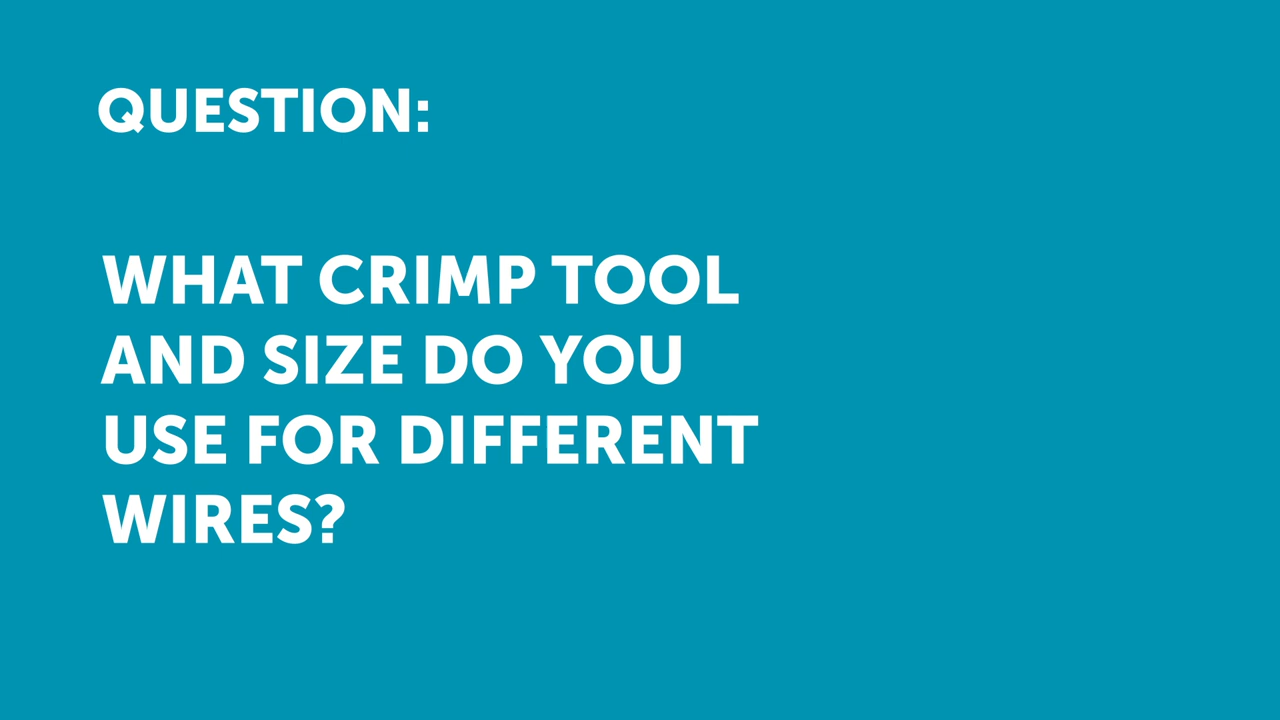 QUESTION:
WHAT CRIMP TOOL
AND SIZE DO YOU
USE FOR DIFFERENT
WIRES?